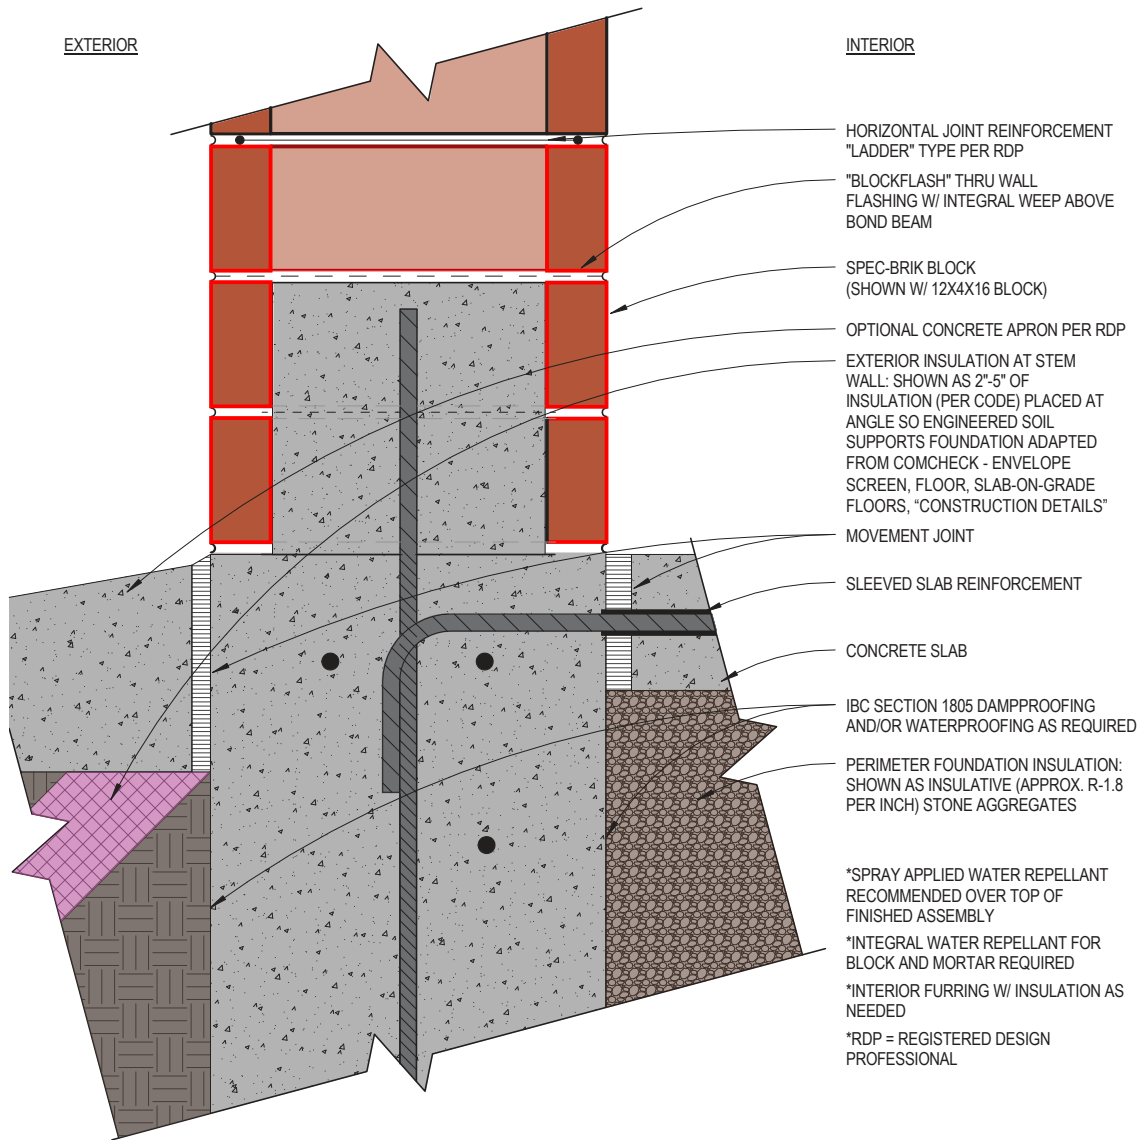 EXTERIOR
INTERIOR
HORIZONTAL JOINT REINFORCEMENT
"LADDER" TYPE PER RDP
"BLOCKFLASH" THRU WALL
FLASHING W/ INTEGRAL WEEP ABOVE
BOND BEAM
SPEC-BRIK BLOCK
(SHOWN W/ 12X4X16 BLOCK)
OPTIONAL CONCRETE APRON PER RDP
EXTERIOR INSULATION AT STEM
WALL: SHOWN AS 2"-5" OF
INSULATION (PER CODE) PLACED AT
ANGLE SO ENGINEERED SOIL
SUPPORTS FOUNDATION ADAPTED
FROM COMCHECK - ENVELOPE
SCREEN, FLOOR, SLAB-ON-GRADE
FLOORS, “CONSTRUCTION DETAILS”
MOVEMENT JOINT
SLEEVED SLAB REINFORCEMENT
CONCRETE SLAB
IBC SECTION 1805 DAMPPROOFING
AND/OR WATERPROOFING AS REQUIRED
PERIMETER FOUNDATION INSULATION:
SHOWN AS INSULATIVE (APPROX. R-1.8
PER INCH) STONE AGGREGATES
*SPRAY APPLIED WATER REPELLANT
RECOMMENDED OVER TOP OF
FINISHED ASSEMBLY
*INTEGRAL WATER REPELLANT FOR
BLOCK AND MORTAR REQUIRED
*INTERIOR FURRING W/ INSULATION AS
NEEDED
*RDP = REGISTERED DESIGN
PROFESSIONAL